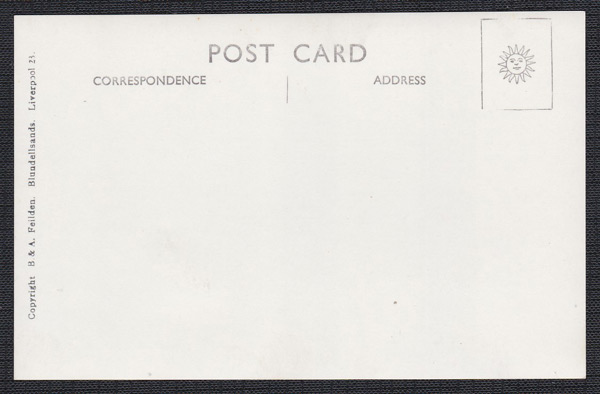 POST CARD
CORRESPONDENCE
ADDRESS
Copyright B & A. Feilden. Blundellsands. Liverpool 23.